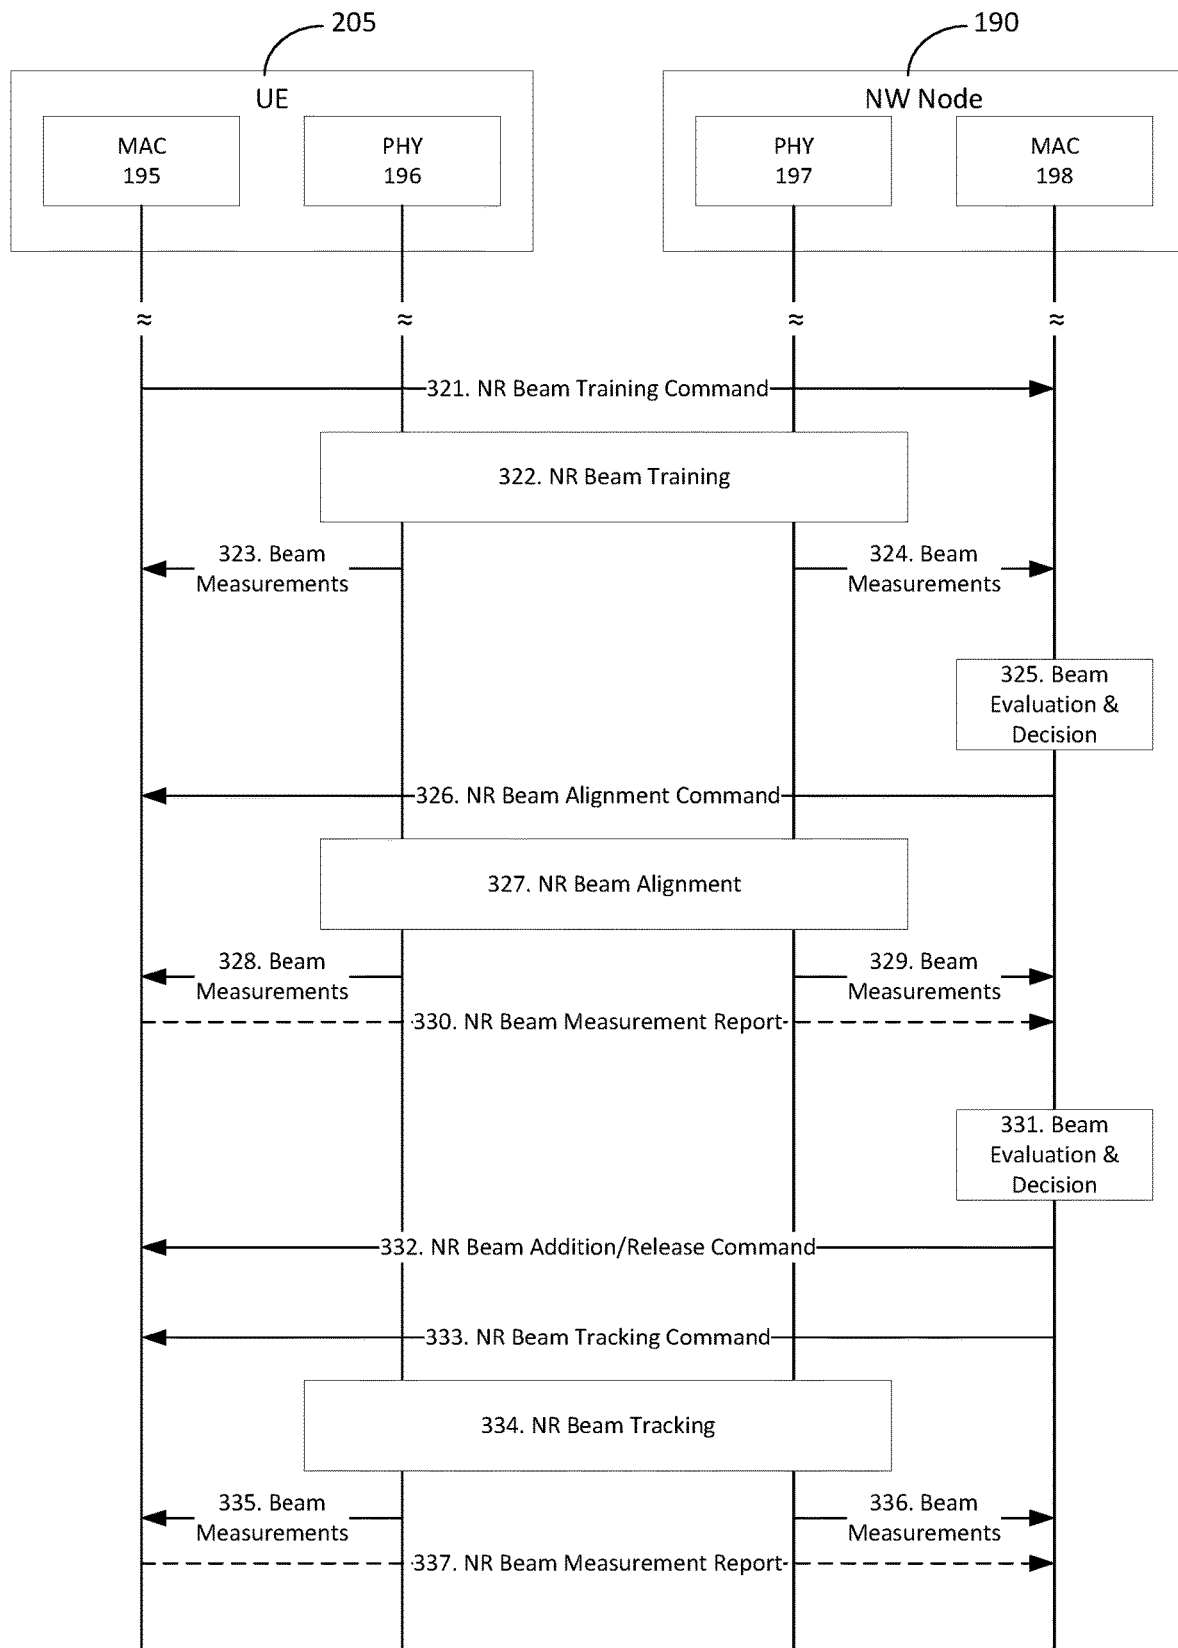 205
190
UE
NW Node
MAC
195
PHY
196
PHY
197
MAC
198
≈
≈
≈
≈
321. NR Beam Training Command
322. NR Beam Training
323. Beam
Measurements
324. Beam
Measurements
325. Beam
Evaluation &
Decision
326. NR Beam Alignment Command
327. NR Beam Alignment
328. Beam
Measurements
329. Beam
Measurements
330. NR Beam Measurement Report
331. Beam
Evaluation &
Decision
332. NR Beam Addition/Release Command
333. NR Beam Tracking Command
334. NR Beam Tracking
335. Beam
Measurements
336. Beam
Measurements
337. NR Beam Measurement Report